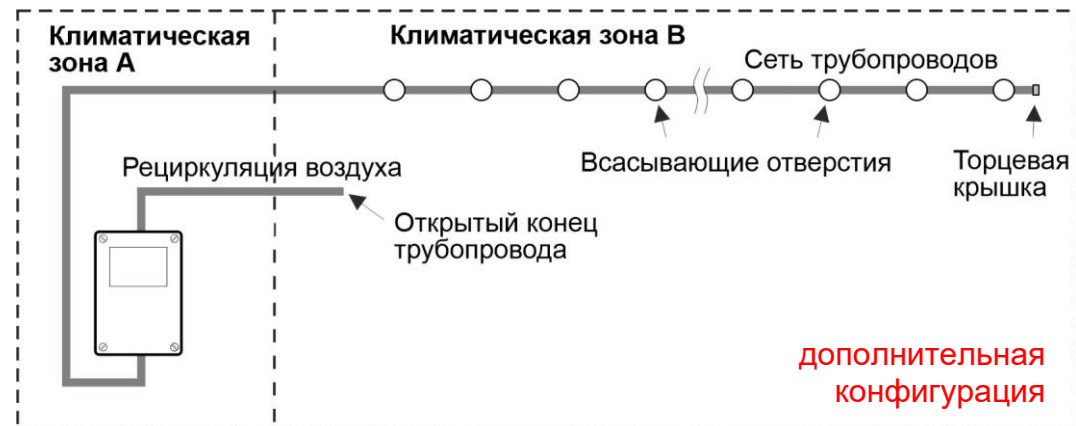 Климатическая
зона A
Климатическая зона B
Сеть трубопроводов
Всасывающие отверстия
Торцевая
крышка
Рециркуляция воздуха
Открытый конец
трубопровода
дополнительная
конфигурация